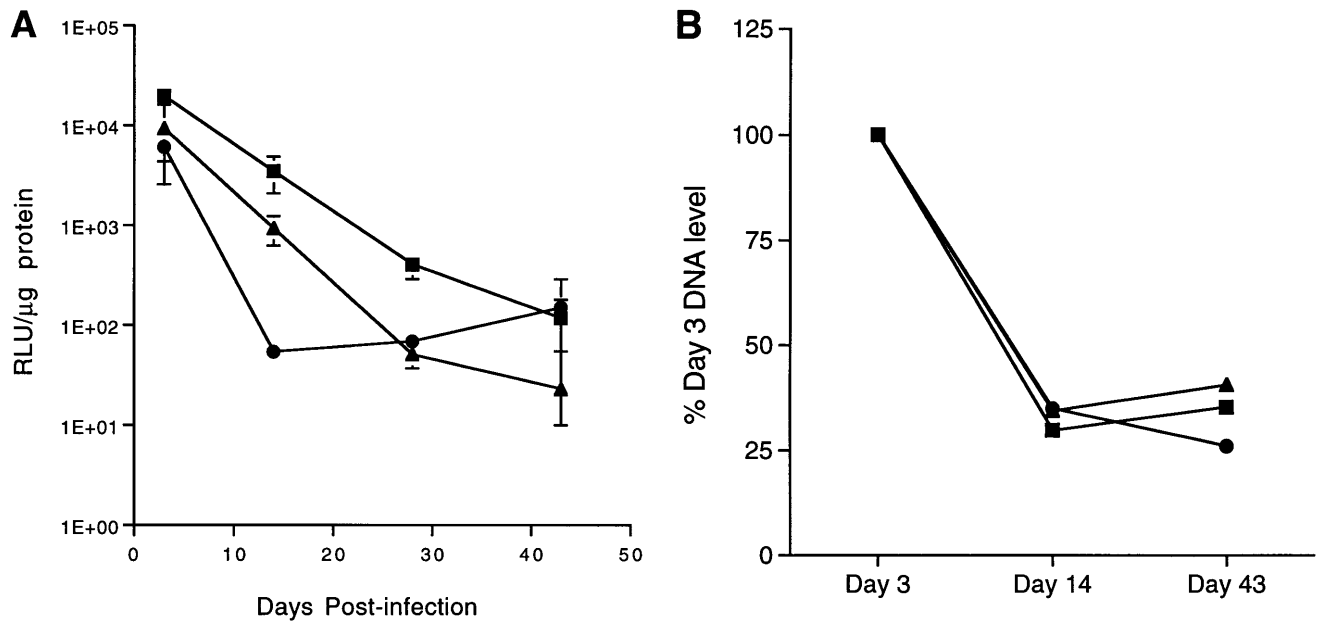 A
1E+05
1E+04
1E+03
1E+02
1E+01
1E+00
RLU/μg protein
0 10 20 30 40 50
Days Post-infection
B
125
100
75
50
25
0
% Day 3 DNA level
Day 3 Day 14 Day 43